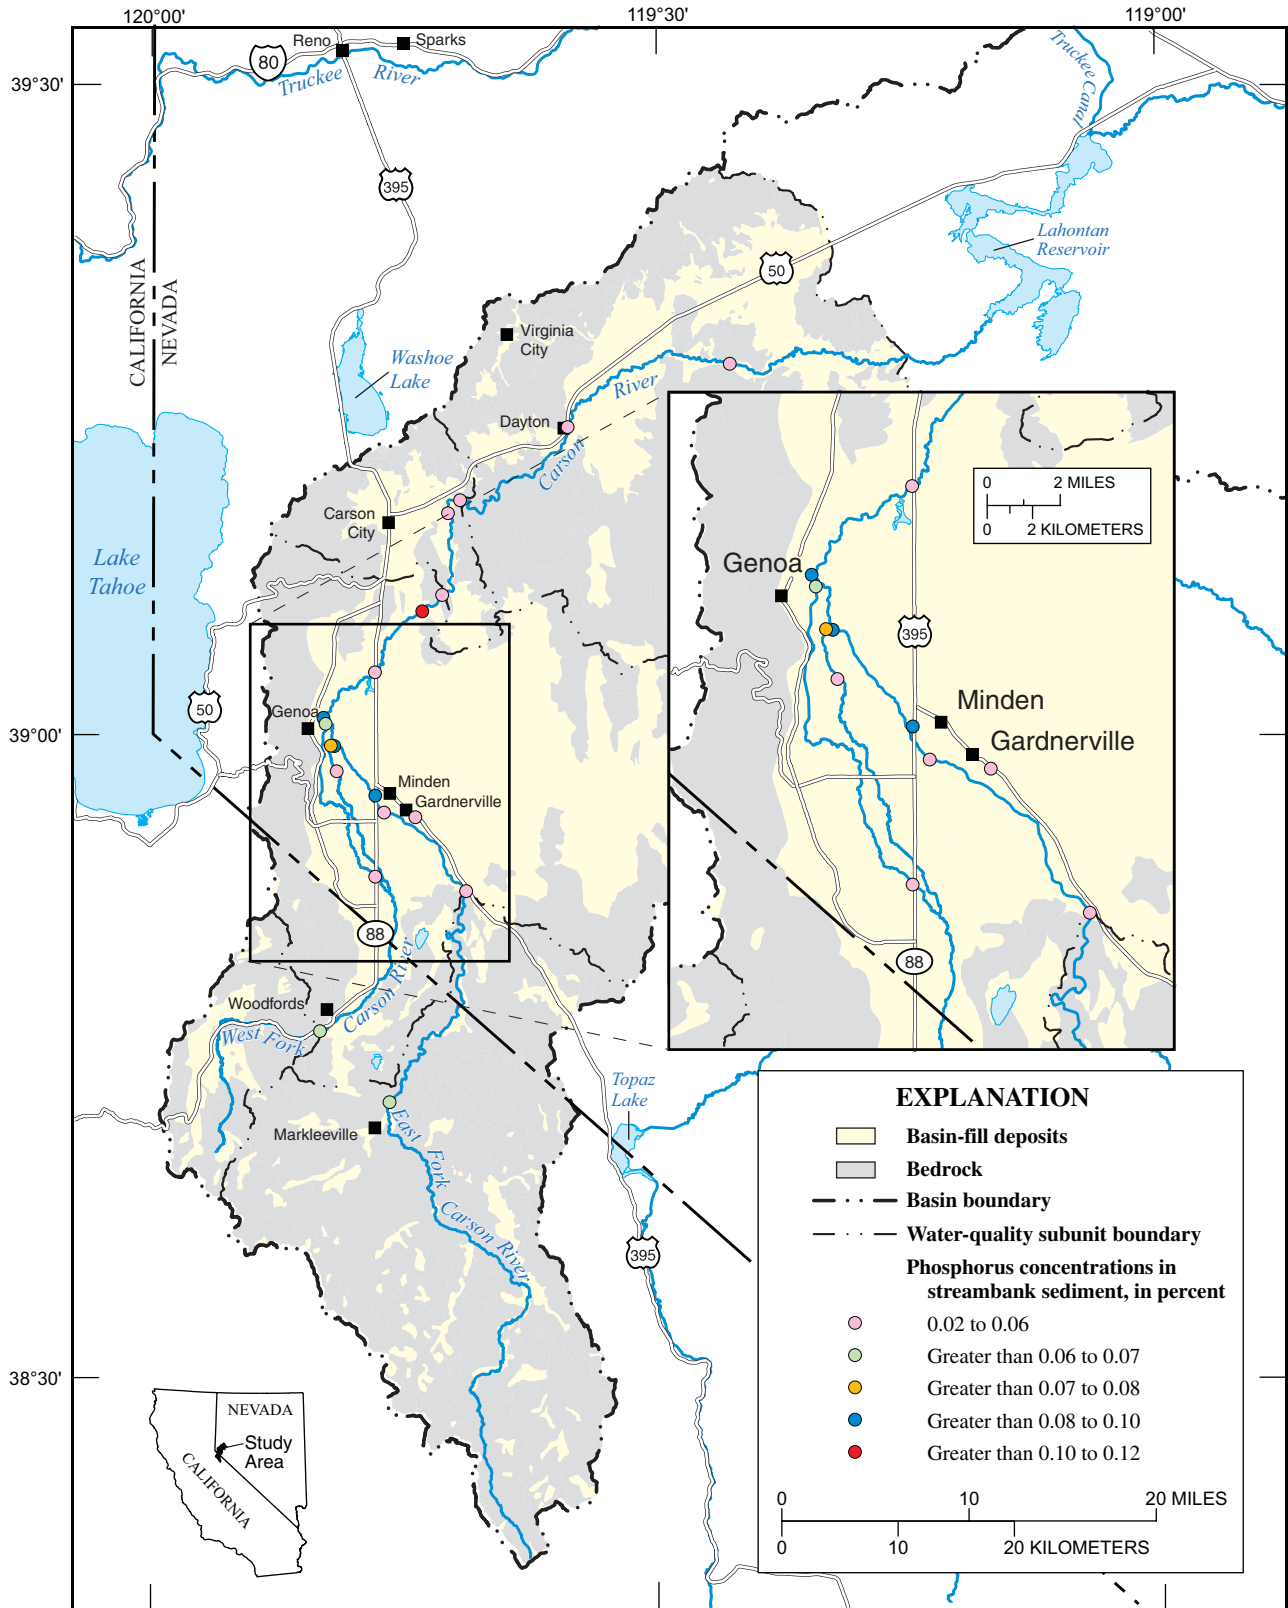 120°00'
119°30'
119°00'
39°30'
39°00'
38°30'
Reno
Sparks
80
Truckee River
Truckee Canal
395
CALIFORNIA
NEVADA
50
Lahontan
Reservoir
Virginia
City
Washoe
Lake
River
Dayton
Carson
Carson
City
Lake
Tahoe
50
Genoa
Minden
Gardnerville
88
Woodfords
West Fork
Carson River
Markleeville
East Fork Carson River
Topaz
Lake
395
0 2 MILES
0 2 KILOMETERS
Genoa
395
Minden
Gardnerville
88
EXPLANATION
Basin-fill deposits
Bedrock
Basin boundary
Water-quality subunit boundary
Phosphorus concentrations in
streambank sediment, in percent
0.02 to 0.06
Greater than 0.06 to 0.07
Greater than 0.07 to 0.08
Greater than 0.08 to 0.10
Greater than 0.10 to 0.12
0 10 20 MILES
0 10 20 KILOMETERS
NEVADA
Study
Area
CALIFORNIA